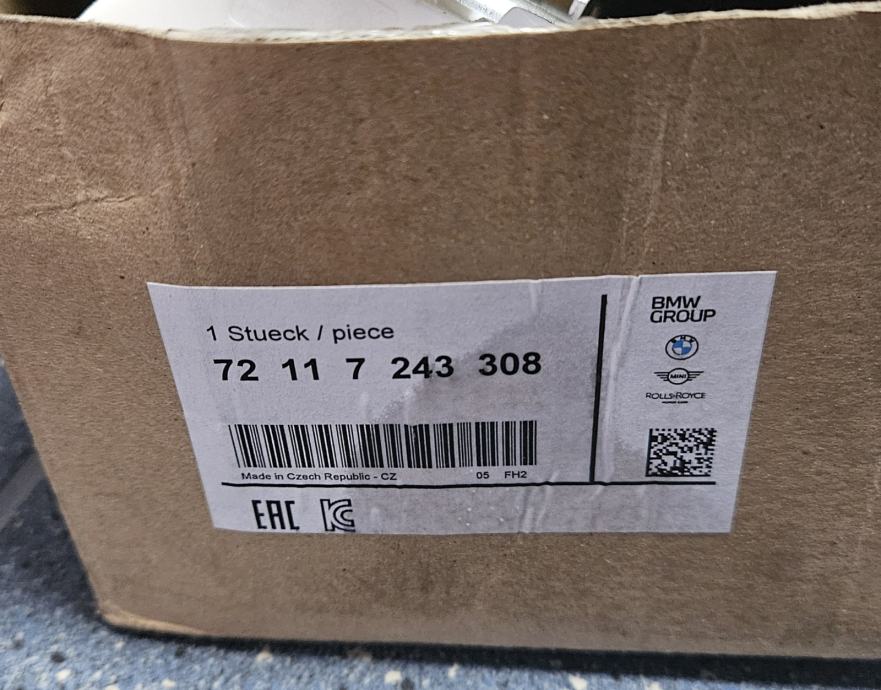 1 Stueck / piece
72 11 7 243 308
Made in Czech Republic - CZ 05 FH2
EAC KC
BMW
GROUP
MINI
ROLLS-ROYCE